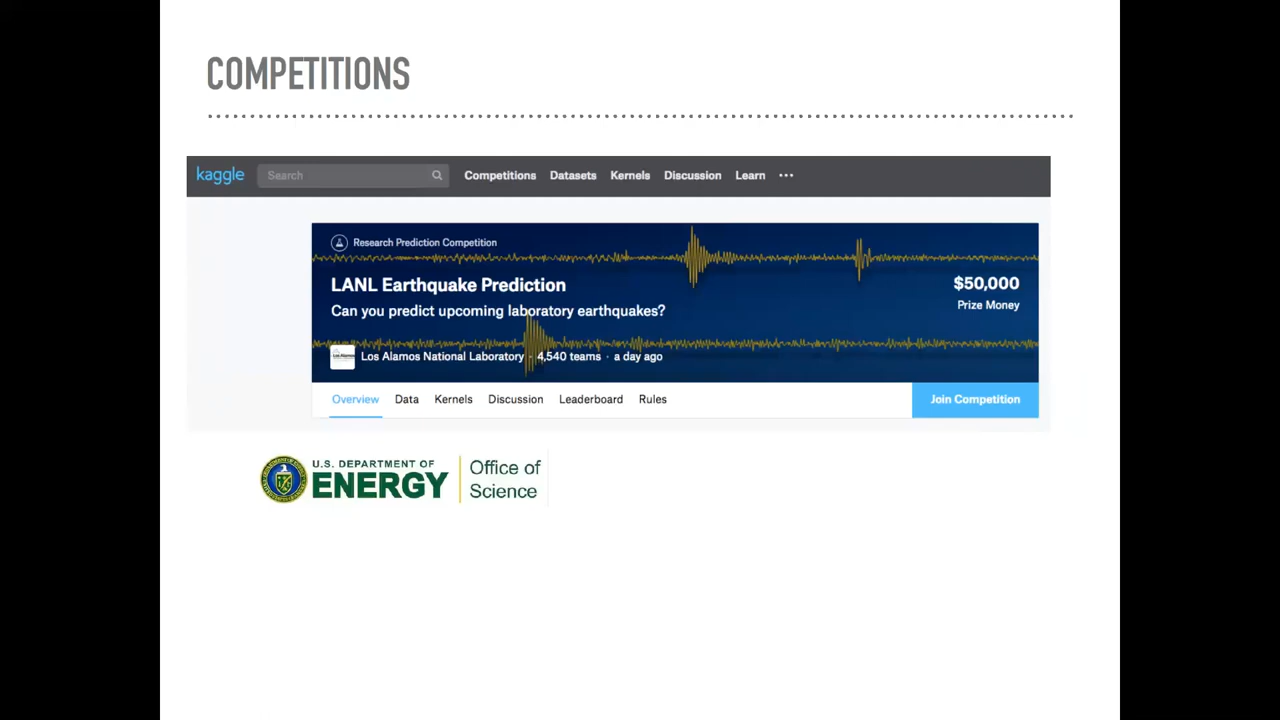 COMPETITIONS
kaggle Search Competitions Datasets Kernels Discussion Learn ···
Research Prediction Competition
LANL Earthquake Prediction
$50,000
Can you predict upcoming laboratory earthquakes?
Prize Money
Los Alamos National Laboratory · 4,540 teams · a day ago
Overview Data Kernels Discussion Leaderboard Rules Join Competition
U.S. DEPARTMENT OF
ENERGY
Office of
Science